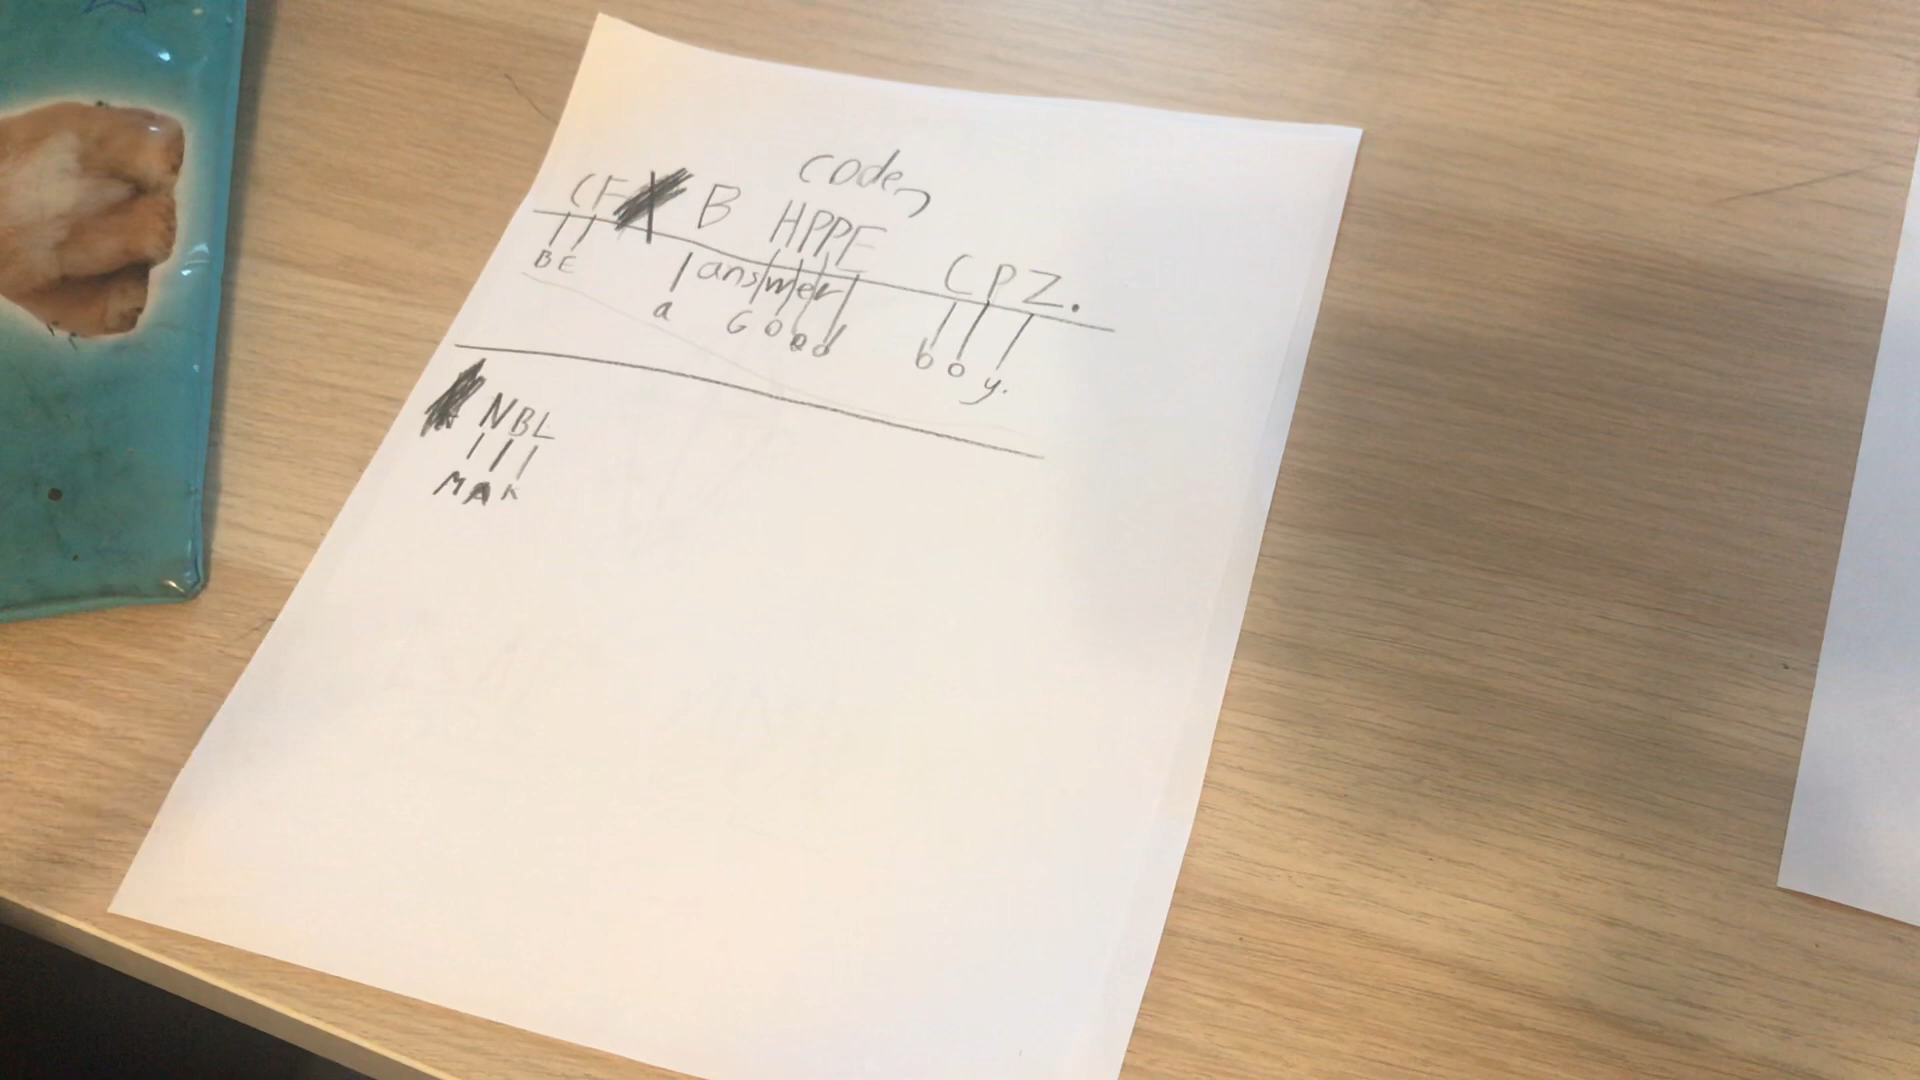 code,
CF B HPPE CPZ.
answer
BE a Good boy.
NBL
MAK